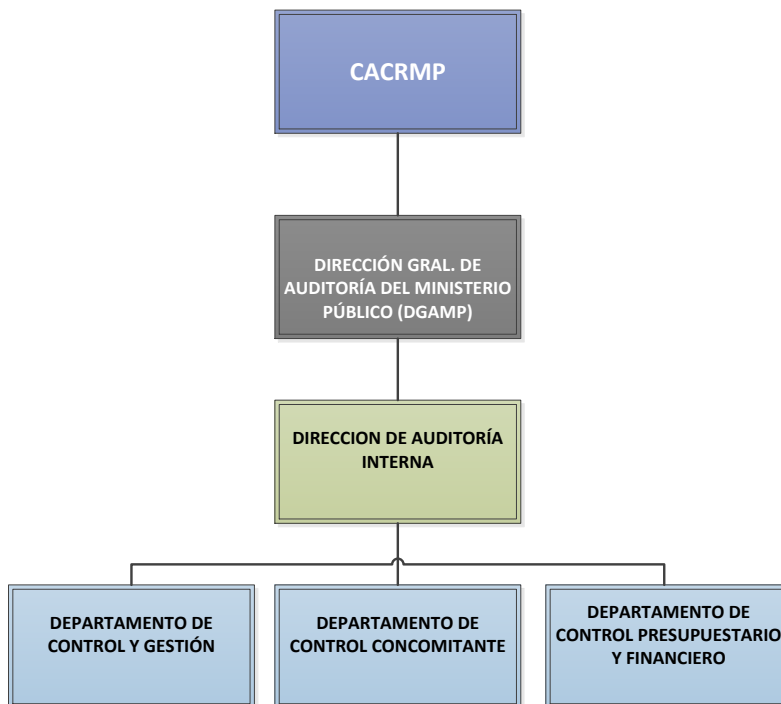 CACRMP
DIRECCIÓN GRAL. DE
AUDITORÍA DEL MINISTERIO
PÚBLICO (DGAMP)
DIRECCION DE AUDITORÍA
INTERNA
DEPARTAMENTO DE
CONTROL Y GESTIÓN
DEPARTAMENTO DE
CONTROL CONCOMITANTE
DEPARTAMENTO DE
CONTROL PRESUPUESTARIO
Y FINANCIERO